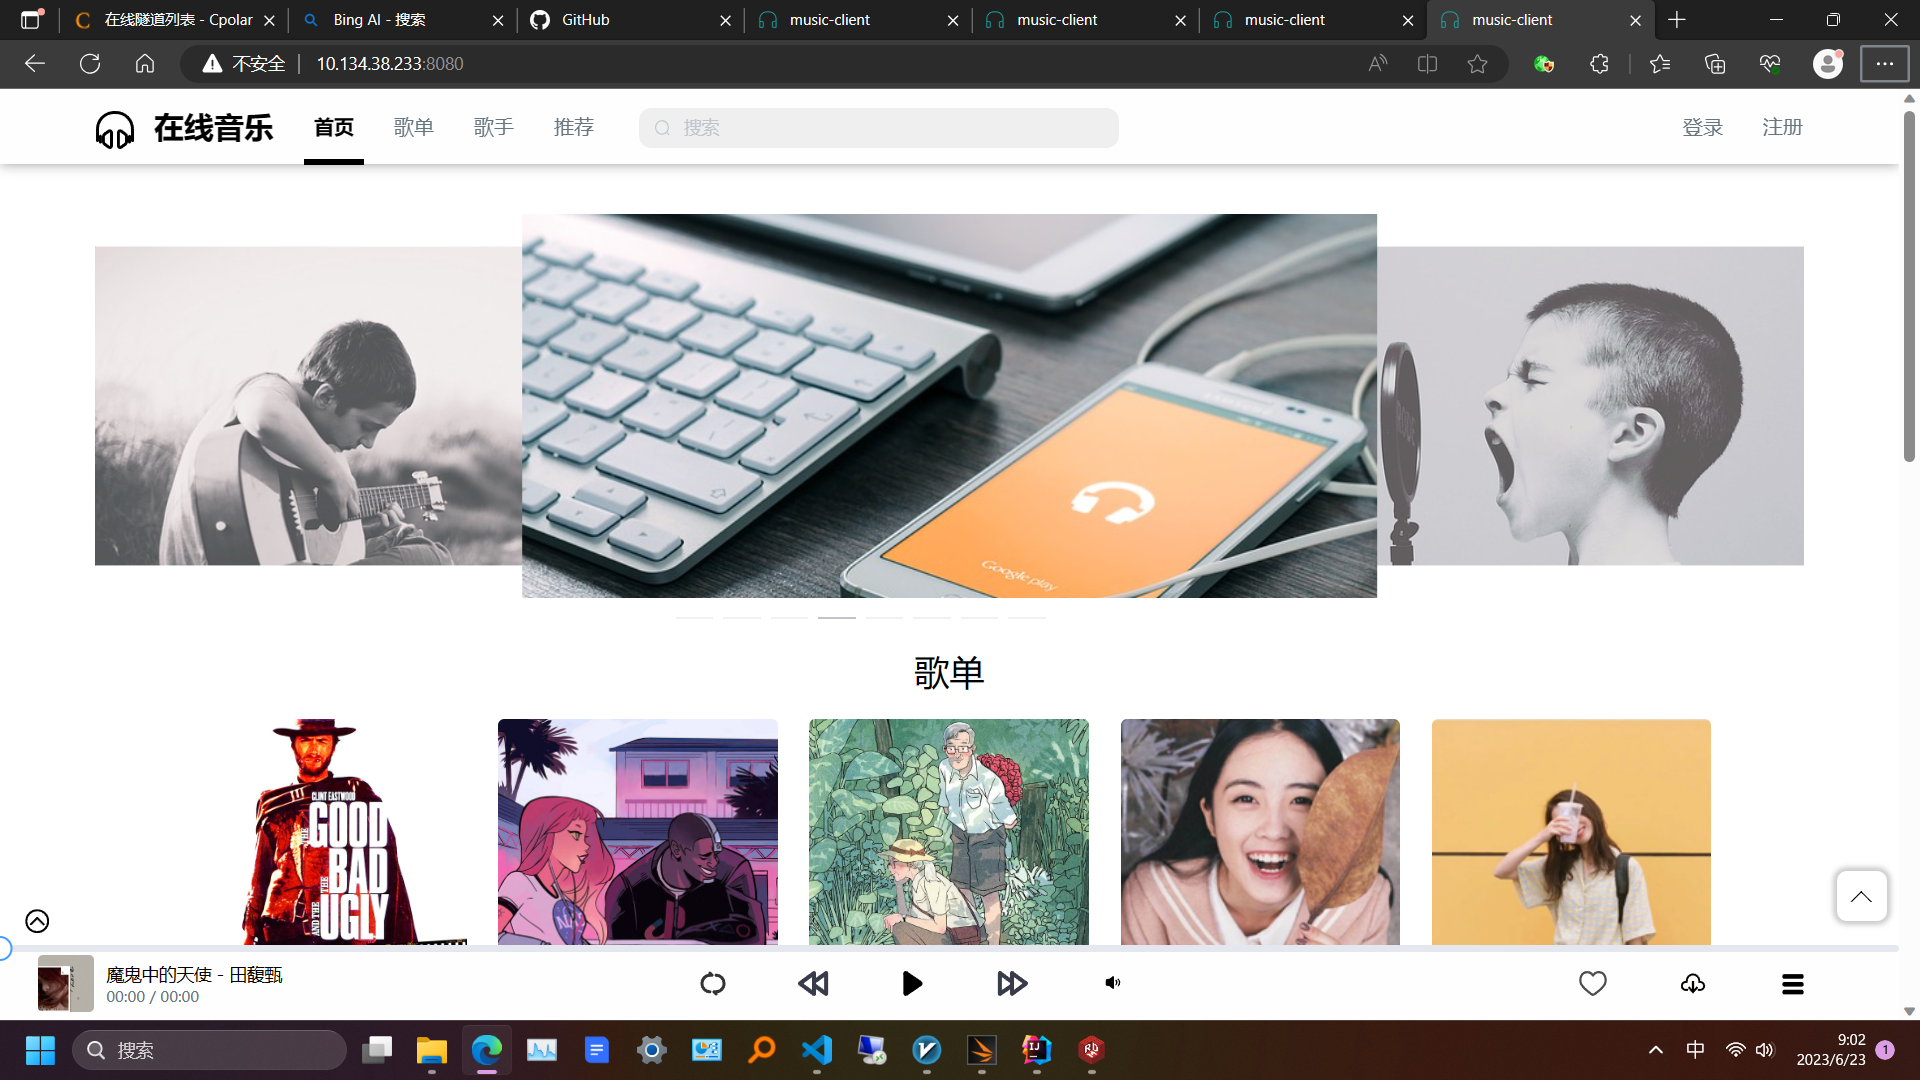 在线隧道列表 - Cpolar
Bing AI - 搜索
GitHub
music-client
music-client
music-client
music-client
不安全
10.134.38.233:8080
在线音乐
首页
歌单
歌手
推荐
搜索
登录
注册
Google play
歌单
CLINT EASTWOOD
THE GOOD
THE BAD
AND THE UGLY
魔鬼中的天使 - 田馥甄
00:00 / 00:00
搜索
中
9:02
2023/6/23
1